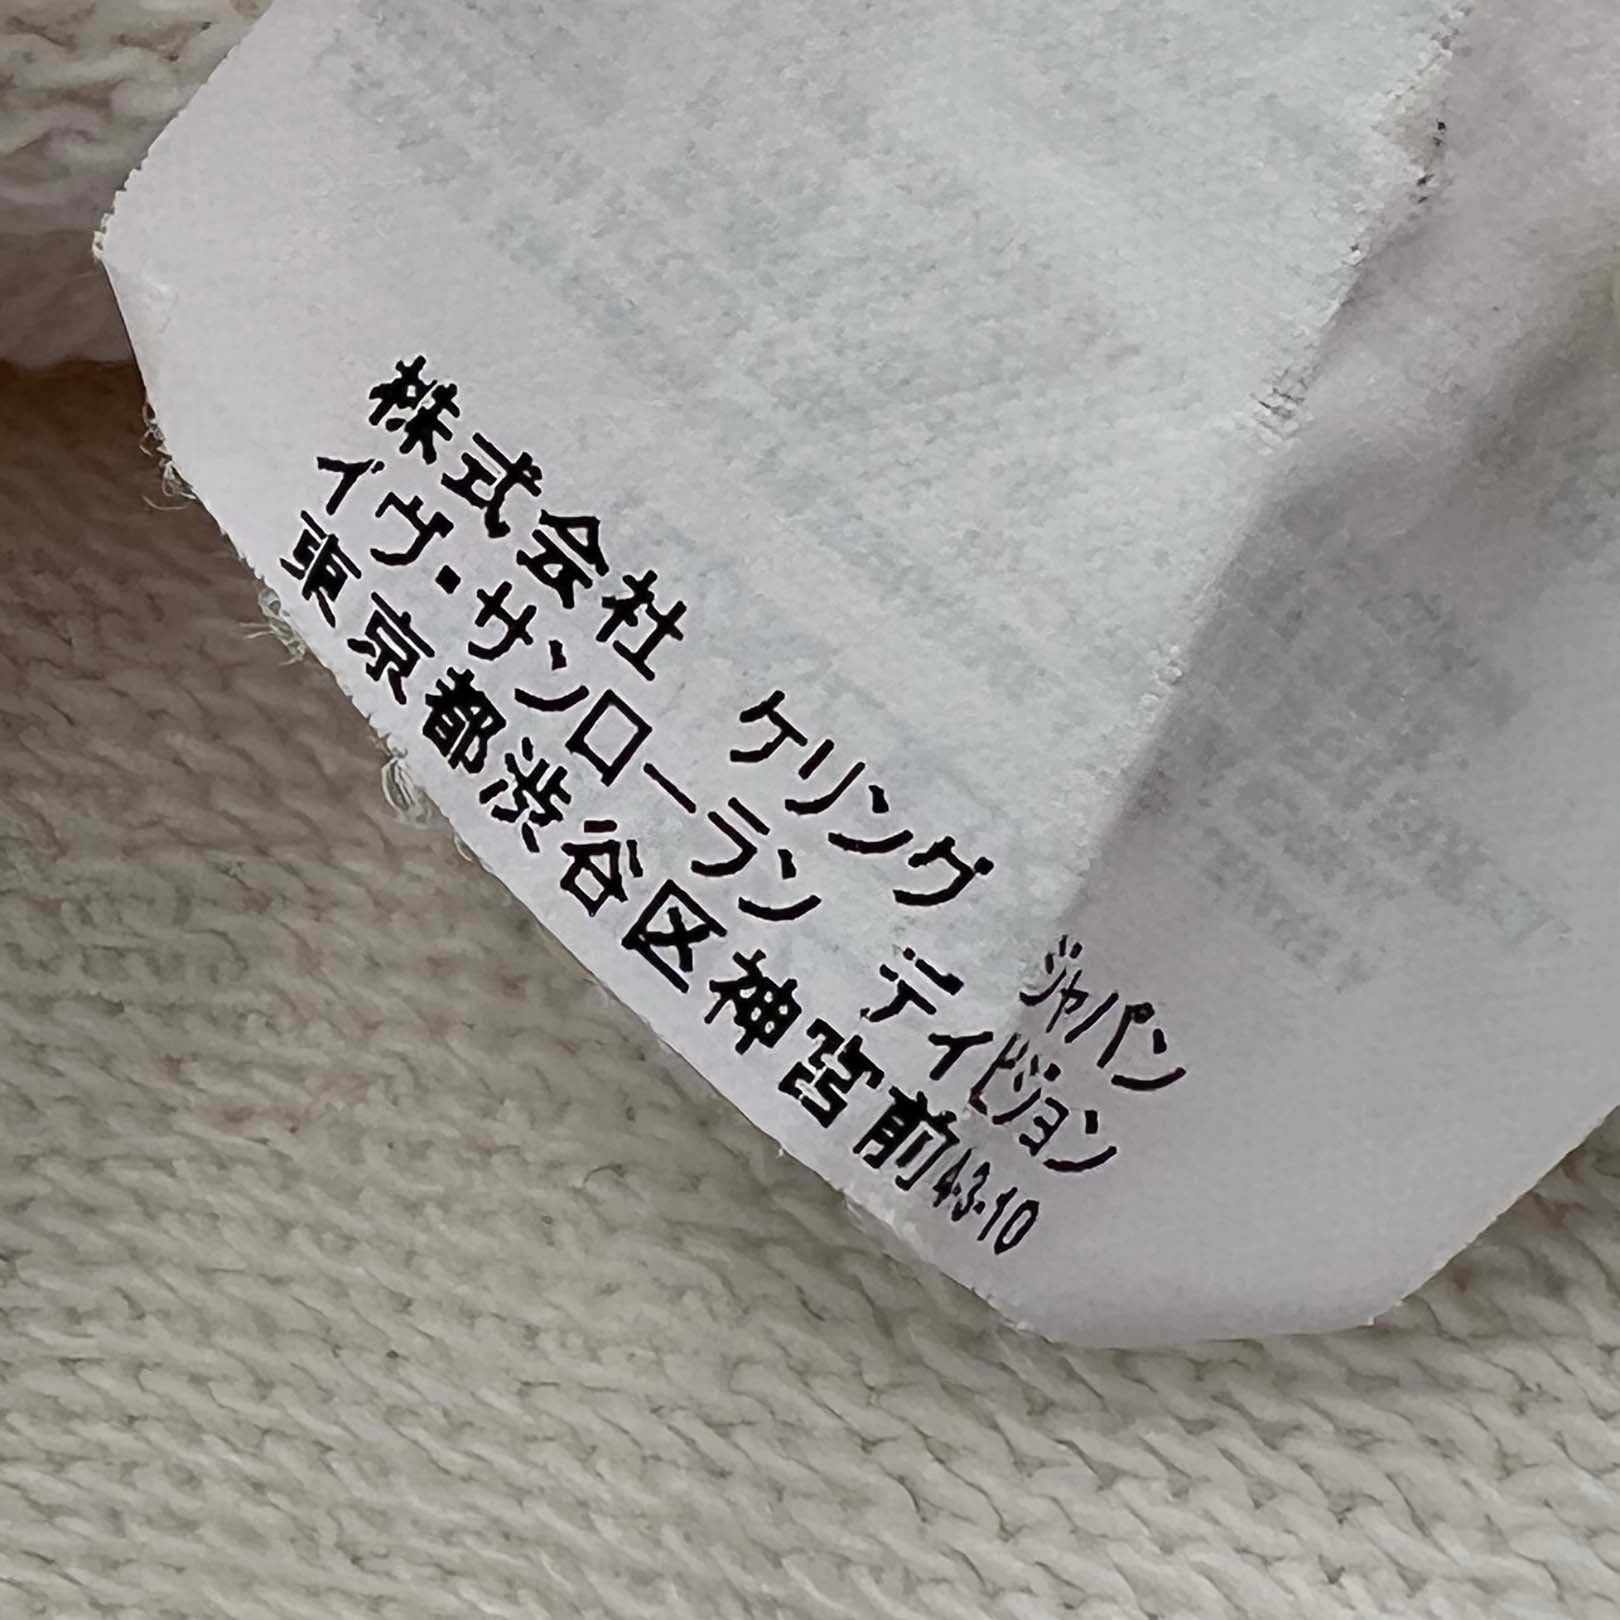 株式会社 ケリング ジャパン
イヴ・サンローラン ディビジョン
東京都渋谷区神宮前4-3-10